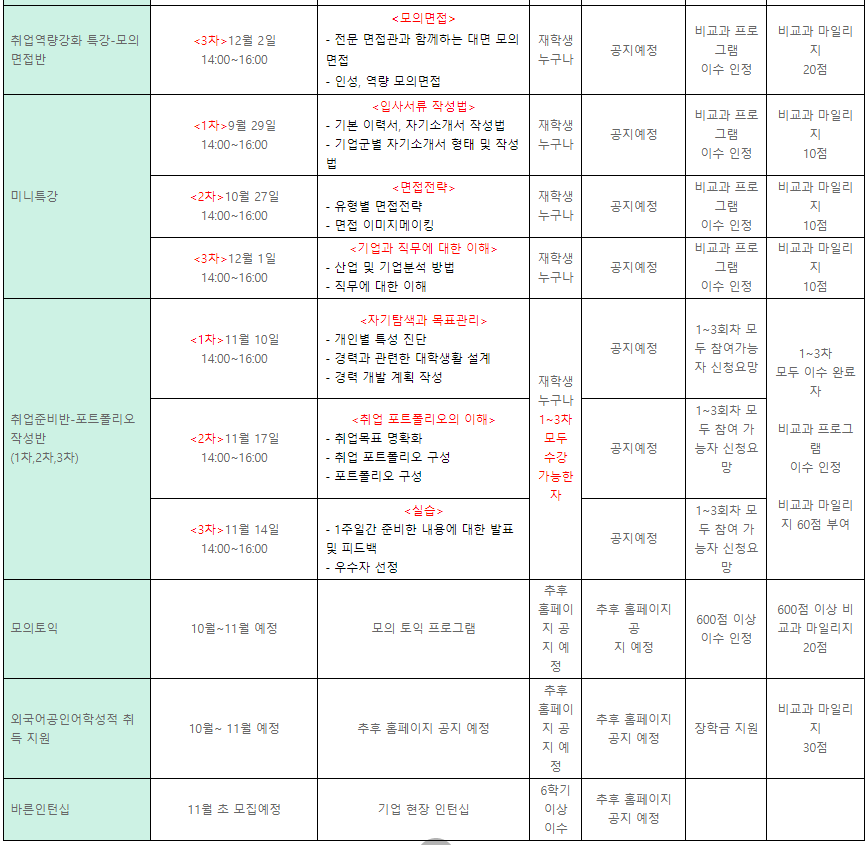 취업역량강화 특강-모의
면접반
<3차>12월 2일
14:00~16:00
<모의면접>
- 전문 면접관과 함께하는 대면 모의
면접
- 인성, 역량 모의면접
재학생
누구나
공지예정
비교과 프로
그램
이수 인정
비교과 마일리
지
20점
미니특강
<1차>9월 29일
14:00~16:00
<입사서류 작성법>
- 기본 이력서, 자기소개서 작성법
- 기업군별 자기소개서 형태 및 작성
법
재학생
누구나
공지예정
비교과 프로
그램
이수 인정
비교과 마일리
지
10점
<2차>10월 27일
14:00~16:00
<면접전략>
- 유형별 면접전략
- 면접 이미지메이킹
재학생
누구나
공지예정
비교과 프로
그램
이수 인정
비교과 마일리
지
10점
<3차>12월 1일
14:00~16:00
<기업과 직무에 대한 이해>
- 산업 및 기업분석 방법
- 직무에 대한 이해
재학생
누구나
공지예정
비교과 프로
그램
이수 인정
비교과 마일리
지
10점
취업준비반-포트폴리오
작성반
(1차,2차,3차)
<1차>11월 10일
14:00~16:00
<자기탐색과 목표관리>
- 개인별 특성 진단
- 경력과 관련한 대학생활 설계
- 경력 개발 계획 작성
재학생
누구나
1~3차
모두
수강
가능한
자
공지예정
1~3회차 모
두 참여가능
자 신청요망
1~3차
모두 이수 완료
자
비교과 프로그
램
이수 인정
비교과 마일리
지 60점 부여
<2차>11월 17일
14:00~16:00
<취업 포트폴리오의 이해>
- 취업목표 명확화
- 취업 포트폴리오 구성
- 포트폴리오 구성
공지예정
1~3회차 모
두 참여 가
능자 신청요
망
<3차>11월 14일
14:00~16:00
<실습>
- 1주일간 준비한 내용에 대한 발표
및 피드백
- 우수자 선정
공지예정
1~3회차 모
두 참여 가
능자 신청요
망
모의토익
10월~11월 예정
모의 토익 프로그램
추후
홈페이
지 공
지 예
정
추후 홈페이지
공
지 예정
600점 이상
이수 인정
600점 이상 비
교과 마일리지
20점
외국어공인어학성적 취
득 지원
10월~ 11월 예정
추후 홈페이지 공지 예정
추후
홈페이
지 공
지 예
정
추후 홈페이지
공지 예정
장학금 지원
비교과 마일리
지
30점
바른인턴십
11월 초 모집예정
기업 현장 인턴십
6학기
이상
이수
추후 홈페이지
공지 예정